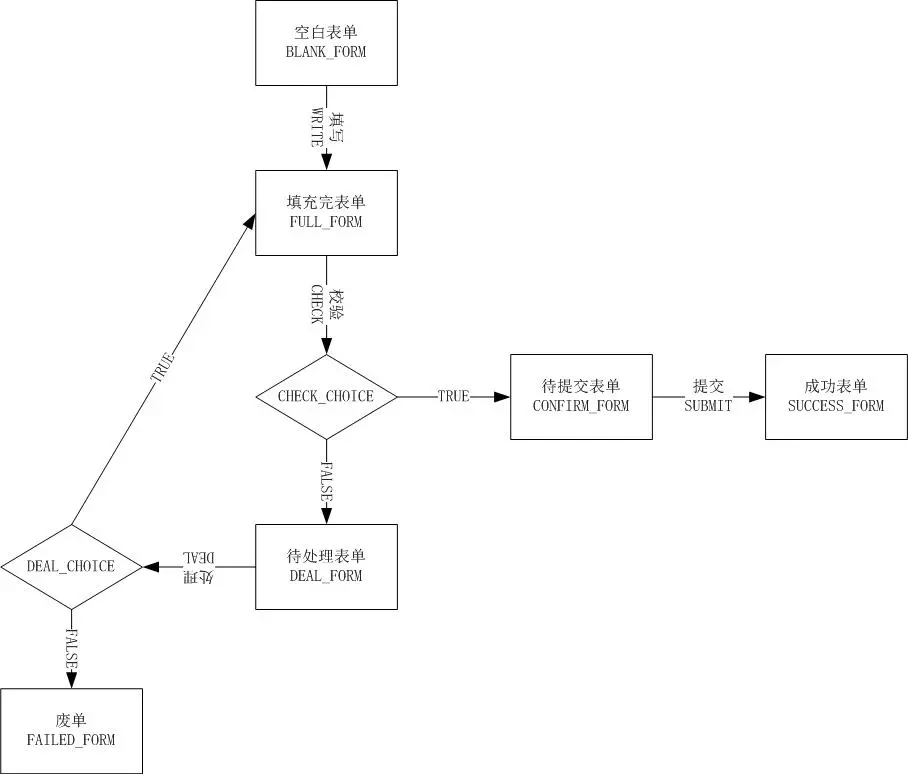 空白表单
BLANK_FORM
填写
WRITE
填充完表单
FULL_FORM
校验
CHECK
TRUE
CHECK_CHOICE
TRUE
待提交表单
CONFIRM_FORM
提交
SUBMIT
成功表单
SUCCESS_FORM
FALSE
DEAL_CHOICE
DEAL
处理
待处理表单
DEAL_FORM
FALSE
废单
FAILED_FORM